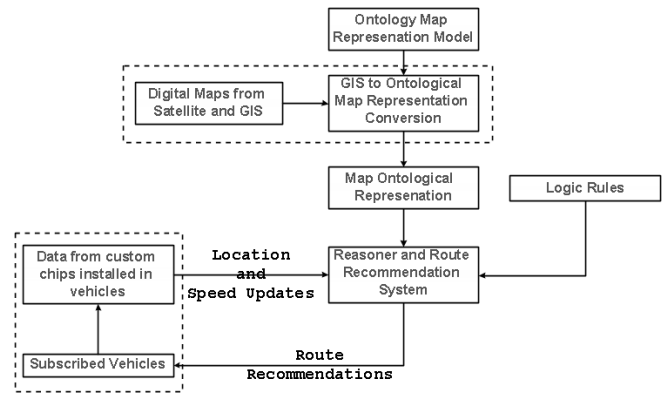 Ontology Map
Represenation Model
Digital Maps from
Satellite and GIS
GIS to Ontological
Map Representation
Conversion
Map Ontological
Represenation
Logic Rules
Data from custom
chips installed in
vehicles
Location
and
Speed Updates
Reasoner and Route
Recommendation
System
Subscribed Vehicles
Route
Recommendations